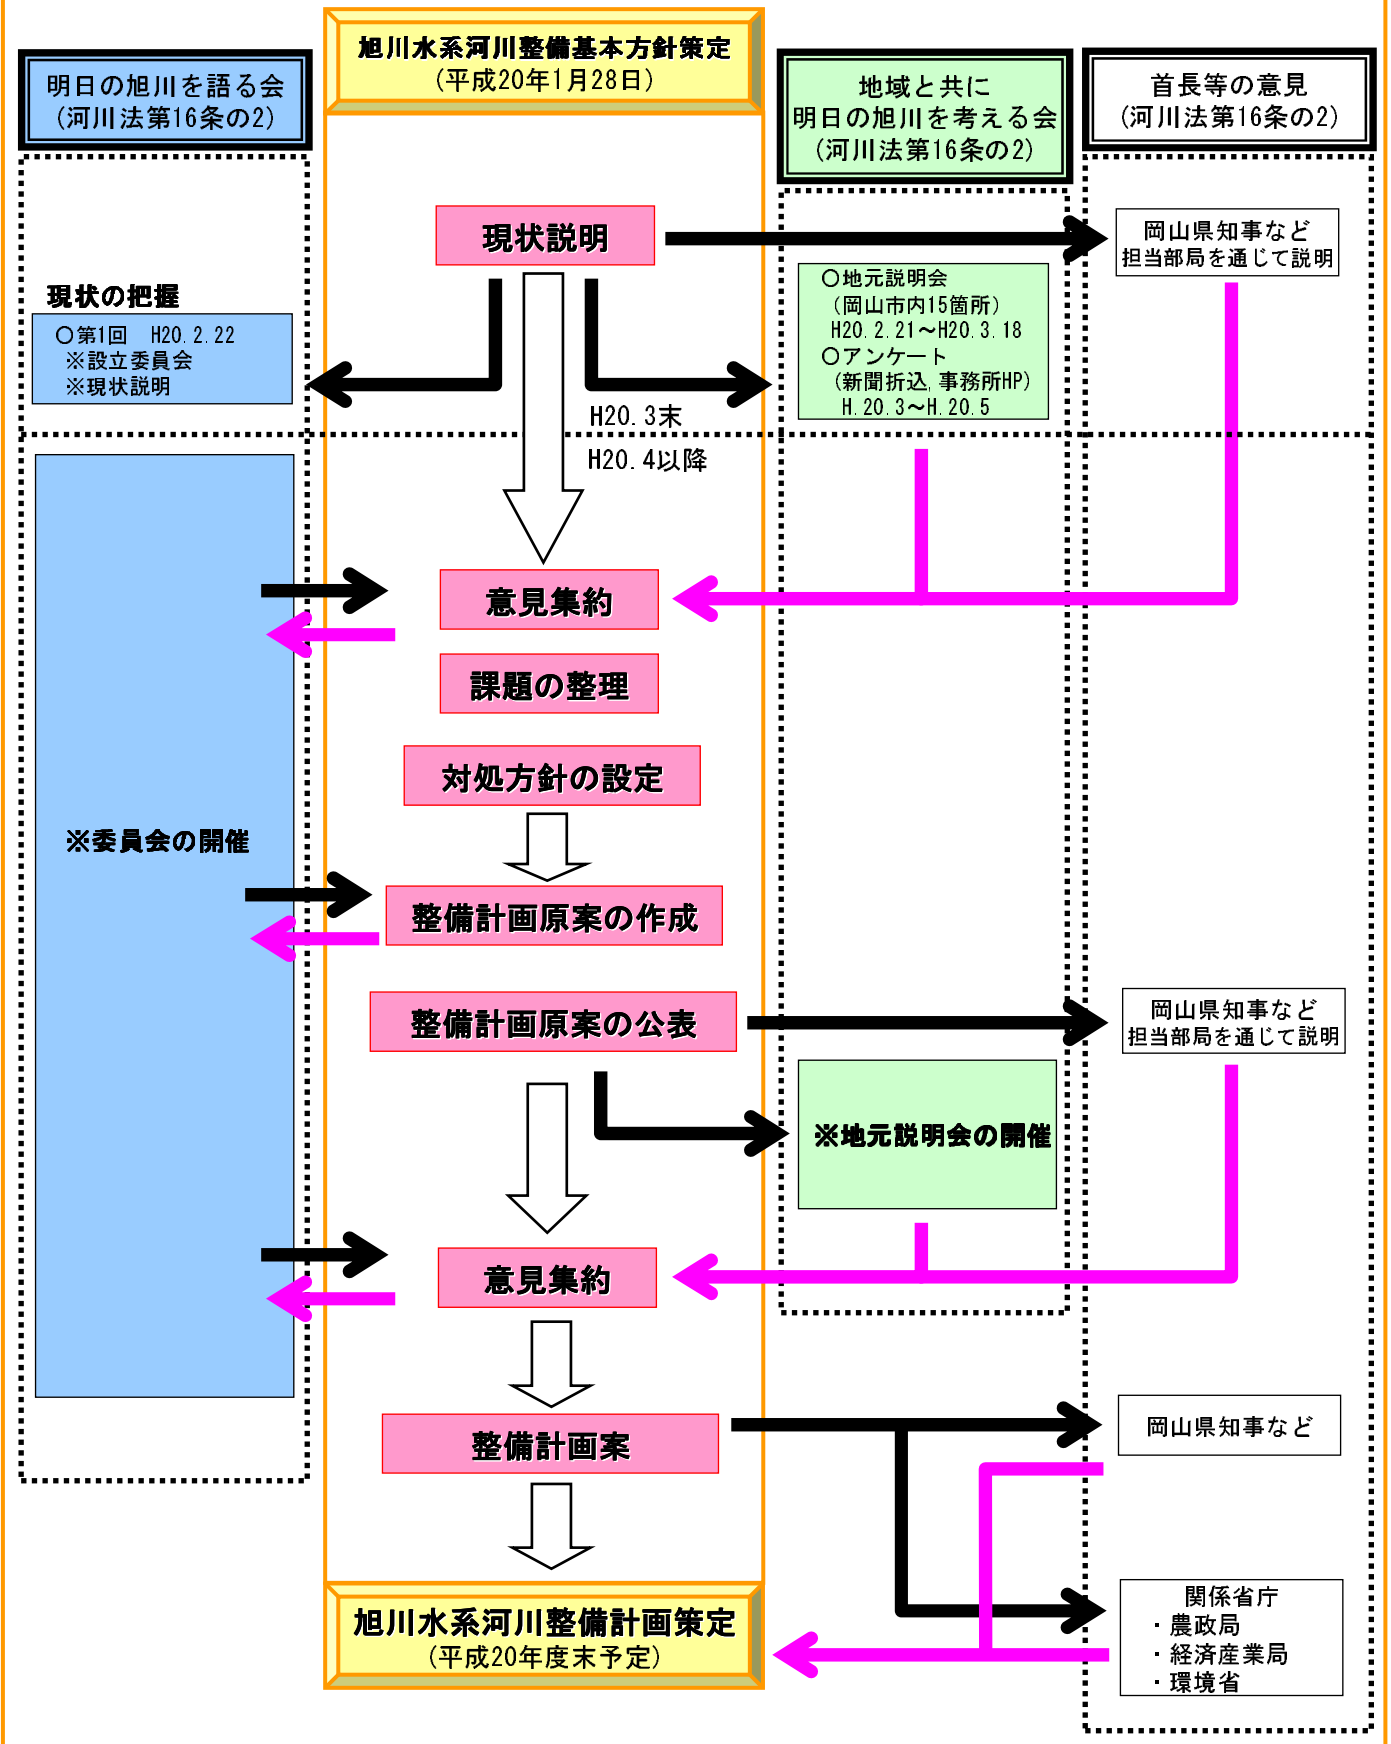 旭川水系河川整備基本方針策定
(平成20年1月28日)
明日の旭川を語る会
(河川法第16条の2)
地域と共に
明日の旭川を考える会
(河川法第16条の2)
首長等の意見
(河川法第16条の2)
現状説明
岡山県知事など
担当部局を通じて説明
現状の把握
○第1回 H20.2.22
※設立委員会
※現状説明
○地元説明会
(岡山市内15箇所)
H20.2.21～H20.3.18
○アンケート
(新聞折込,事務所HP)
H.20.3～H.20.5
H20.3末
H20.4以降
意見集約
課題の整理
対処方針の設定
※委員会の開催
整備計画原案の作成
整備計画原案の公表
岡山県知事など
担当部局を通じて説明
※地元説明会の開催
意見集約
整備計画案
岡山県知事など
関係省庁
・農政局
・経済産業局
・環境省
旭川水系河川整備計画策定
(平成20年度末予定)